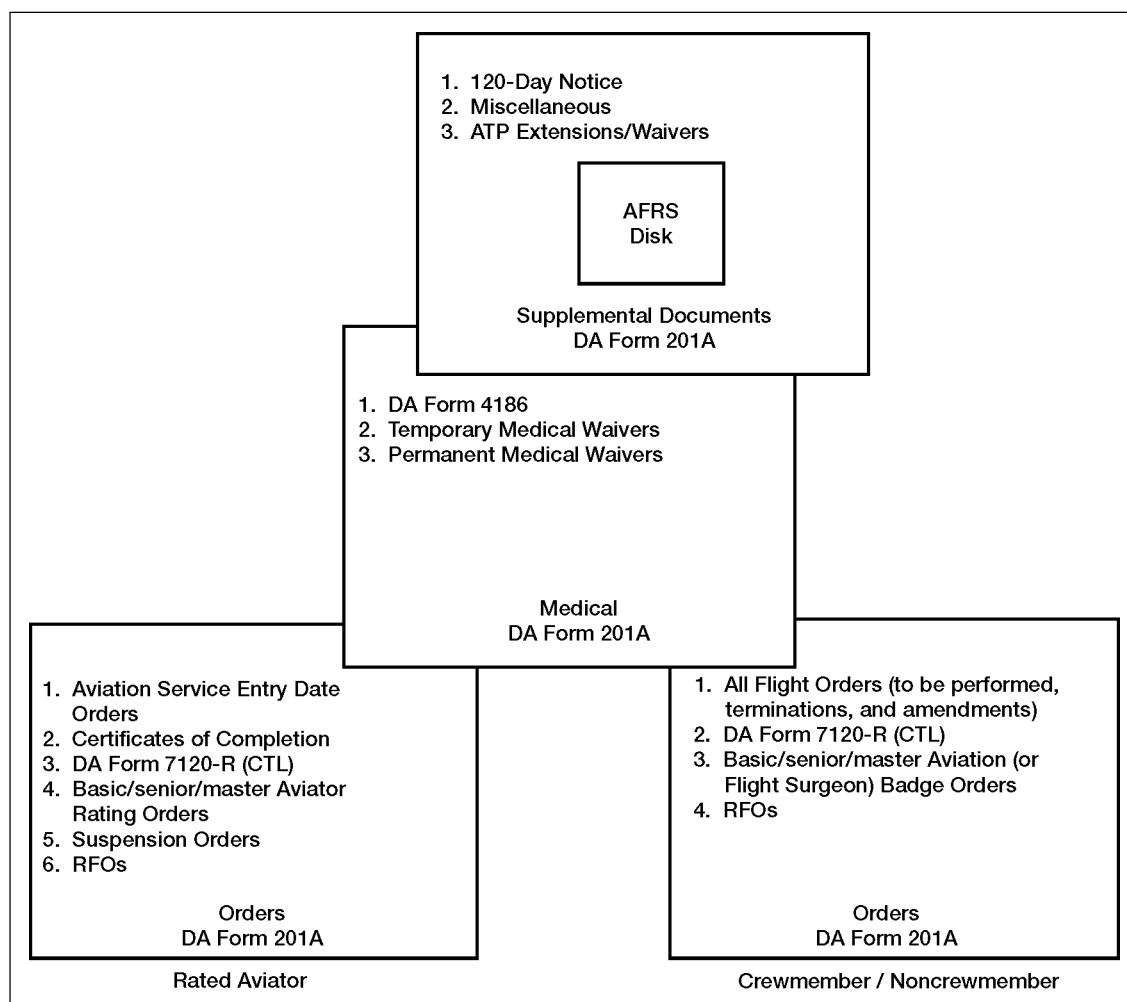 1. 120-Day Notice
2. Miscellaneous
3. ATP Extensions/Waivers
AFRS
Disk
Supplemental Documents
DA Form 201A
1. DA Form 4186
2. Temporary Medical Waivers
3. Permanent Medical Waivers
Medical
DA Form 201A
1. Aviation Service Entry Date
Orders
2. Certificates of Completion
3. DA Form 7120-R (CTL)
4. Basic/senior/master Aviator
Rating Orders
5. Suspension Orders
6. RFOs
Orders
DA Form 201A
Rated Aviator
1. All Flight Orders (to be performed,
terminations, and amendments)
2. DA Form 7120-R (CTL)
3. Basic/senior/master Aviation (or
Flight Surgeon) Badge Orders
4. RFOs
Orders
DA Form 201A
Crewmember / Noncrewmember